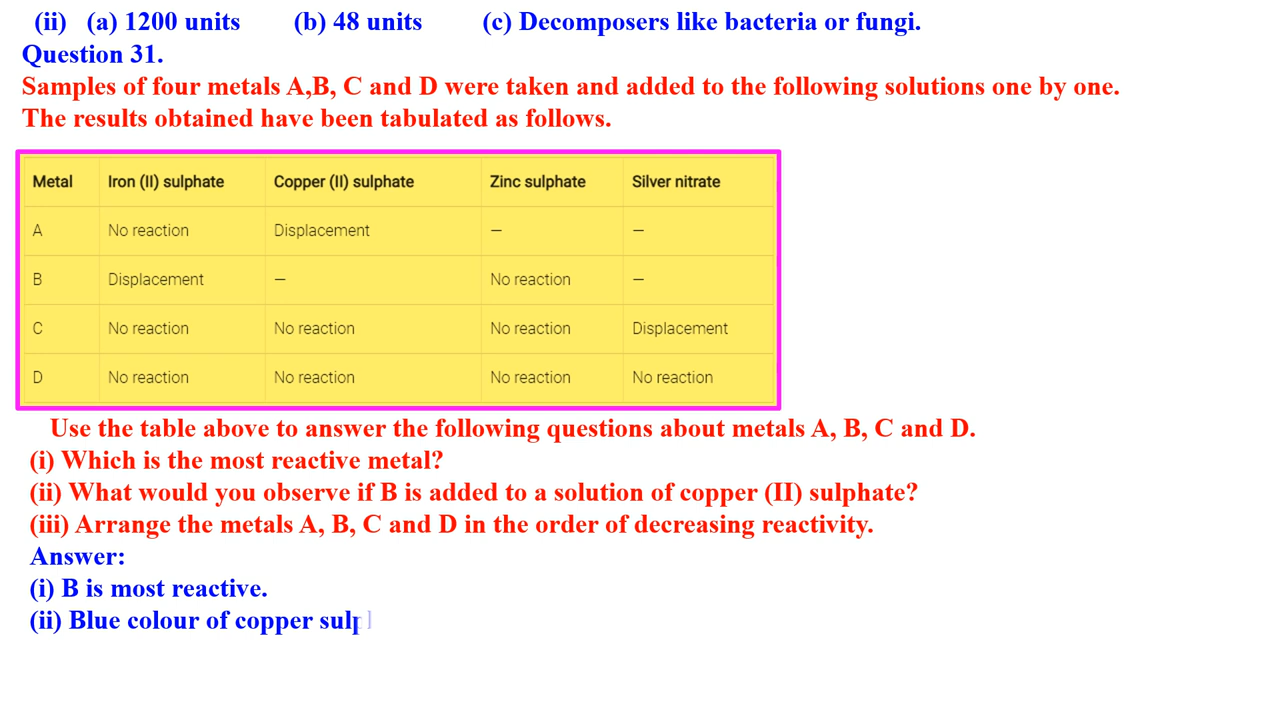 (ii) (a) 1200 units (b) 48 units (c) Decomposers like bacteria or fungi.
Question 31.
Samples of four metals A,B, C and D were taken and added to the following solutions one by one.
The results obtained have been tabulated as follows.
Metal Iron (II) sulphate Copper (II) sulphate Zinc sulphate Silver nitrate
A No reaction Displacement – –
B Displacement – No reaction –
C No reaction No reaction No reaction Displacement
D No reaction No reaction No reaction No reaction
Use the table above to answer the following questions about metals A, B, C and D.
(i) Which is the most reactive metal?
(ii) What would you observe if B is added to a solution of copper (II) sulphate?
(iii) Arrange the metals A, B, C and D in the order of decreasing reactivity.
Answer:
(i) B is most reactive.
(ii) Blue colour of copper